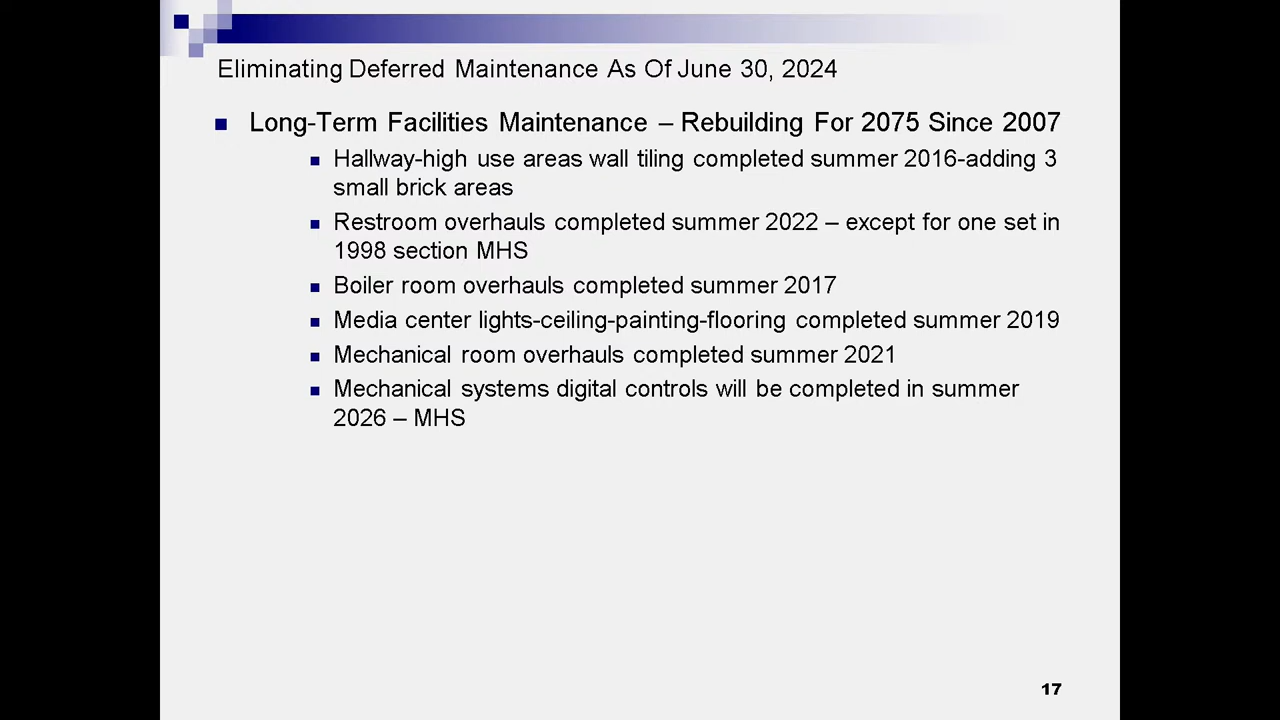 Eliminating Deferred Maintenance As Of June 30, 2024
Long-Term Facilities Maintenance – Rebuilding For 2075 Since 2007
Hallway-high use areas wall tiling completed summer 2016-adding 3
small brick areas
Restroom overhauls completed summer 2022 – except for one set in
1998 section MHS
Boiler room overhauls completed summer 2017
Media center lights-ceiling-painting-flooring completed summer 2019
Mechanical room overhauls completed summer 2021
Mechanical systems digital controls will be completed in summer
2026 – MHS
17